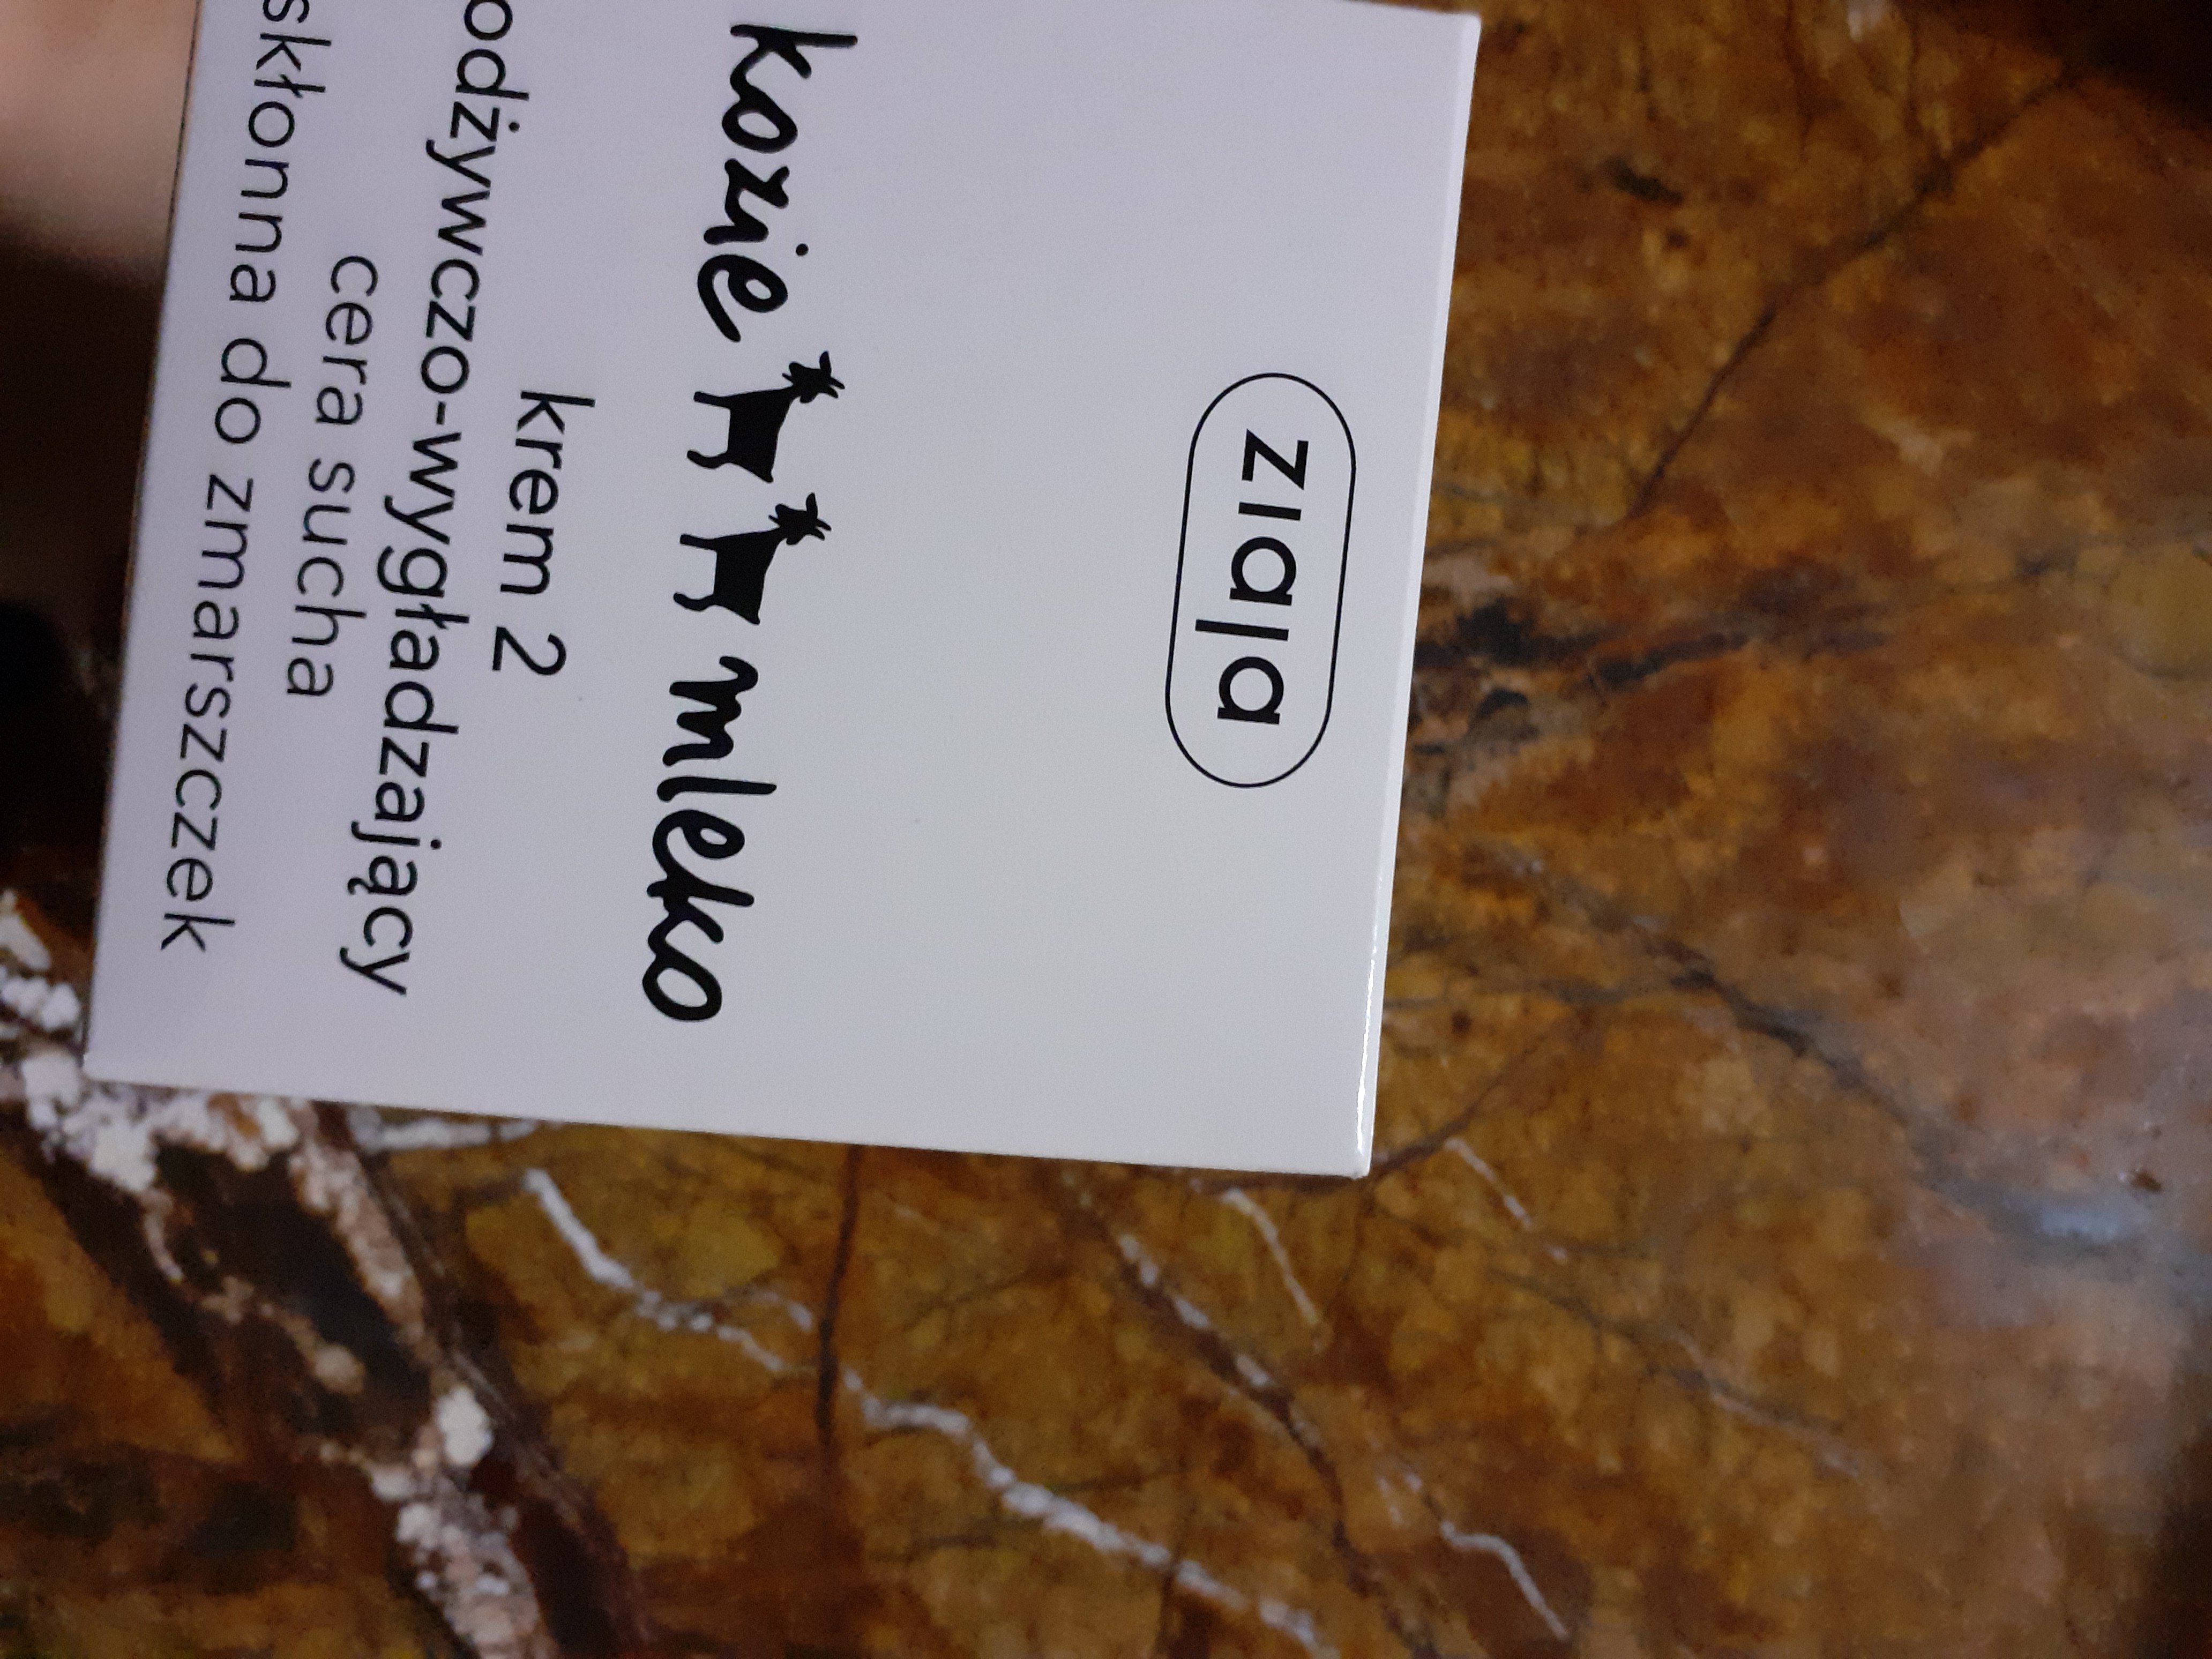 ziaja
kozie mleko
krem 2
odżywczo-wygładzający
cera sucha
skłonna do zmarszczek